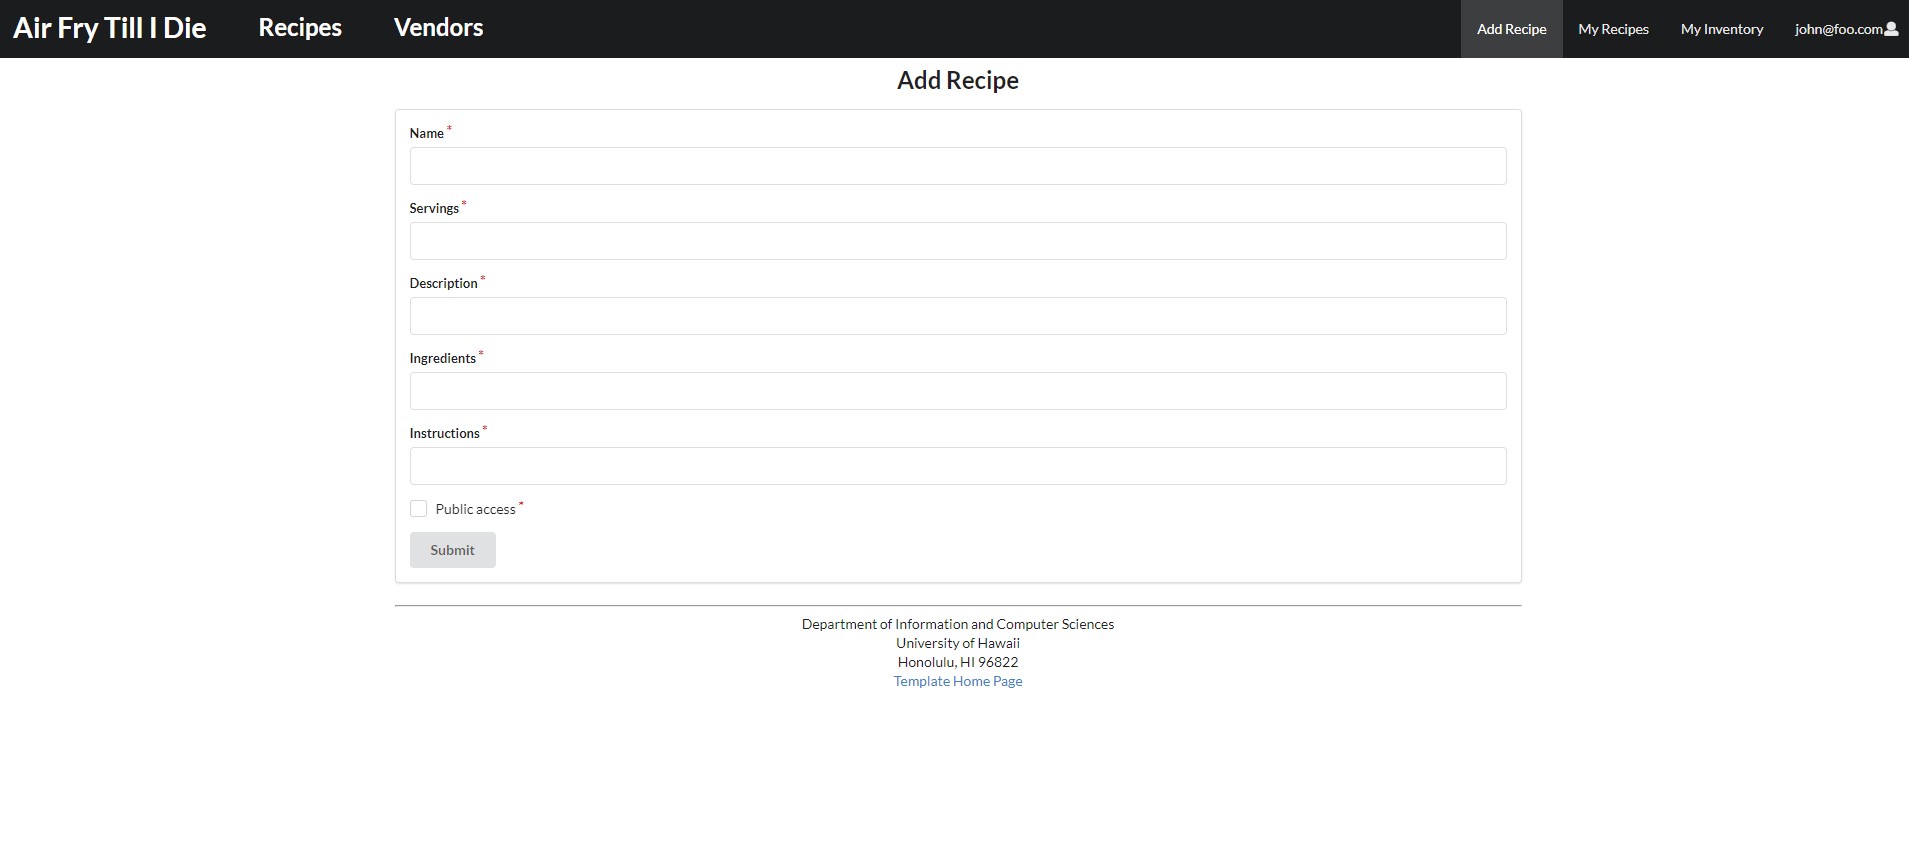 Air Fry Till I Die Recipes Vendors Add Recipe My Recipes My Inventory john@foo.com
Add Recipe
Name *
Servings *
Description *
Ingredients *
Instructions *
Public access *
Submit
Department of Information and Computer Sciences
University of Hawaii
Honolulu, HI 96822
Template Home Page